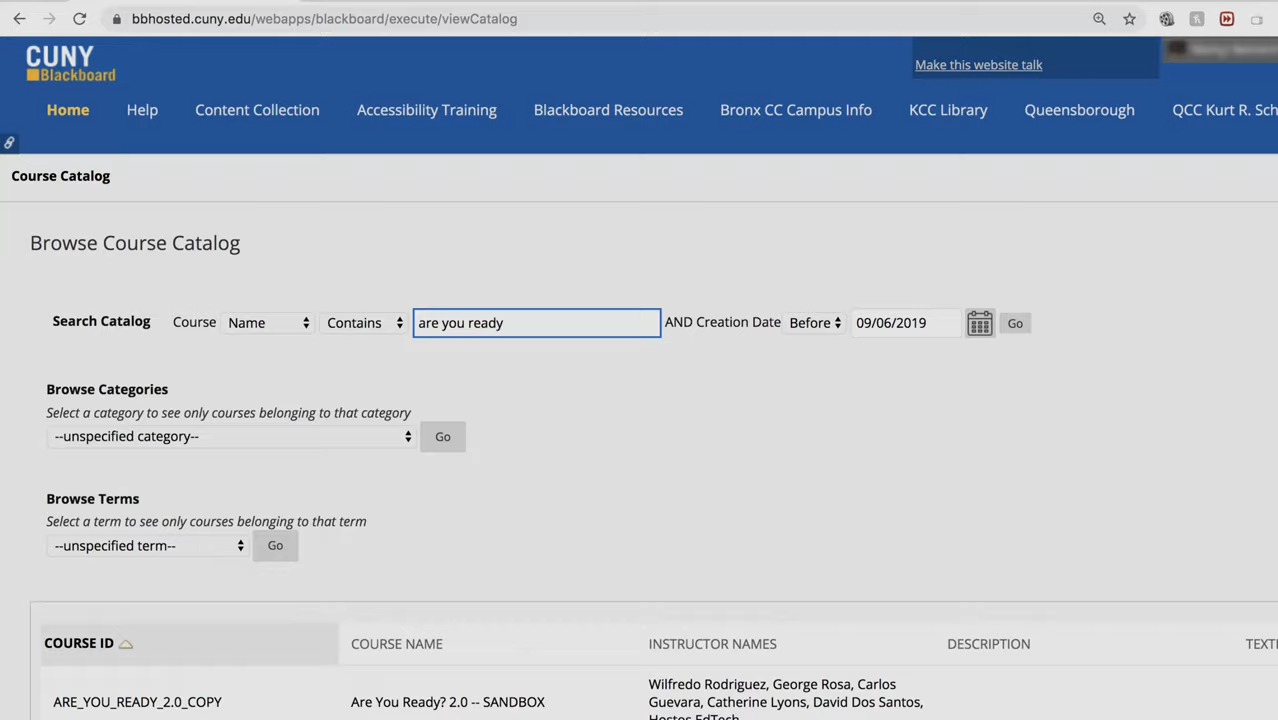 bbhosted.cuny.edu/webapps/blackboard/execute/viewCatalog
CUNY
Blackboard
Make this website talk
Home Help Content Collection Accessibility Training Blackboard Resources Bronx CC Campus Info KCC Library Queensborough QCC Kurt R. Sch
Course Catalog
Browse Course Catalog
Search Catalog Course Name Contains are you ready AND Creation Date Before 09/06/2019 Go
Browse Categories
Select a category to see only courses belonging to that category
--unspecified category-- Go
Browse Terms
Select a term to see only courses belonging to that term
--unspecified term-- Go
COURSE ID COURSE NAME INSTRUCTOR NAMES DESCRIPTION TEXTE
Wilfredo Rodriguez, George Rosa, Carlos
ARE_YOU_READY_2.0_COPY Are You Ready? 2.0 -- SANDBOX Guevara, Catherine Lyons, David Dos Santos,
Hostos EdTech